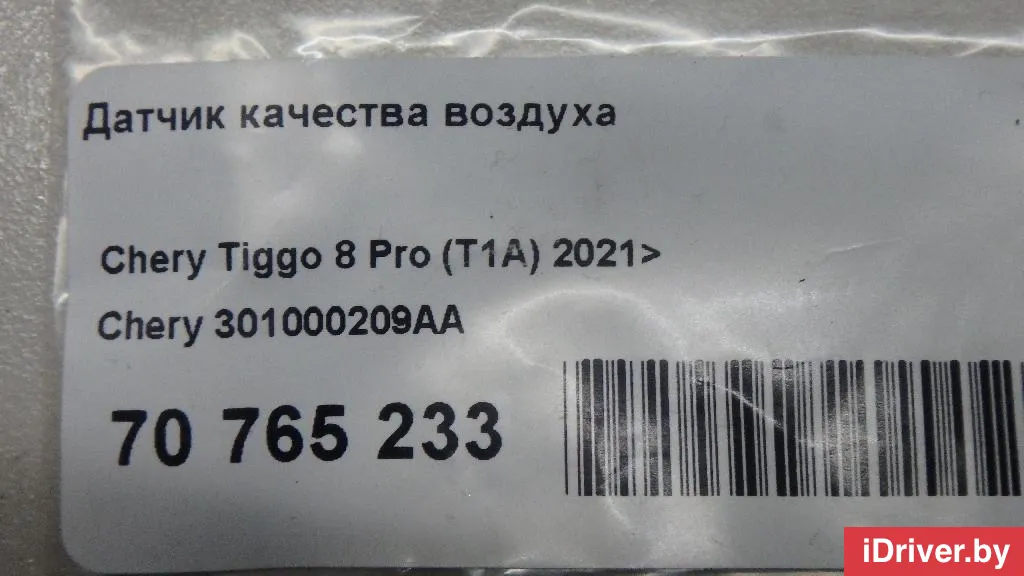 Датчик качества воздуха
Chery Tiggo 8 Pro (T1A) 2021>
Chery 301000209AA
70 765 233
iDriver.by